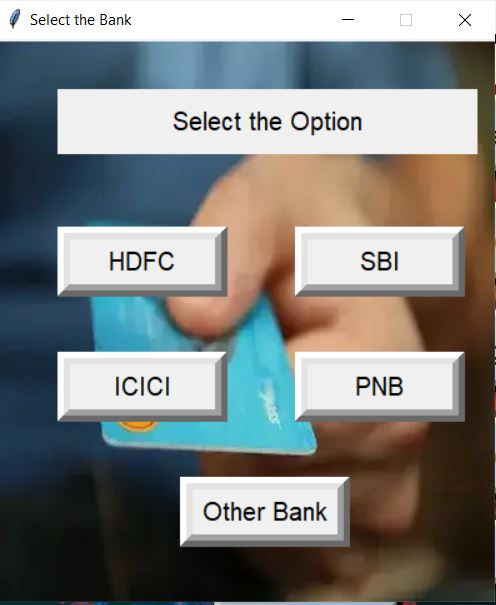 Select the Bank
Select the Option
HDFC
SBI
ICICI
PNB
Other Bank